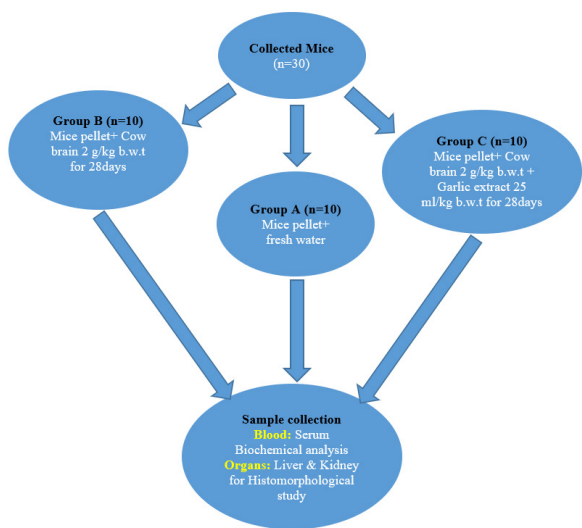 Collected Mice
(n=30)
Group B (n=10)
Mice pellet+ Cow
brain 2 g/kg b.w.t
for 28days
Group A (n=10)
Mice pellet+
fresh water
Group C (n=10)
Mice pellet+ Cow
brain 2 g/kg b.w.t +
Garlic extract 25
ml/kg b.w.t for 28days
Sample collection
Blood: Serum
Biochemical analysis
Organs: Liver & Kidney
for Histomorphological
study